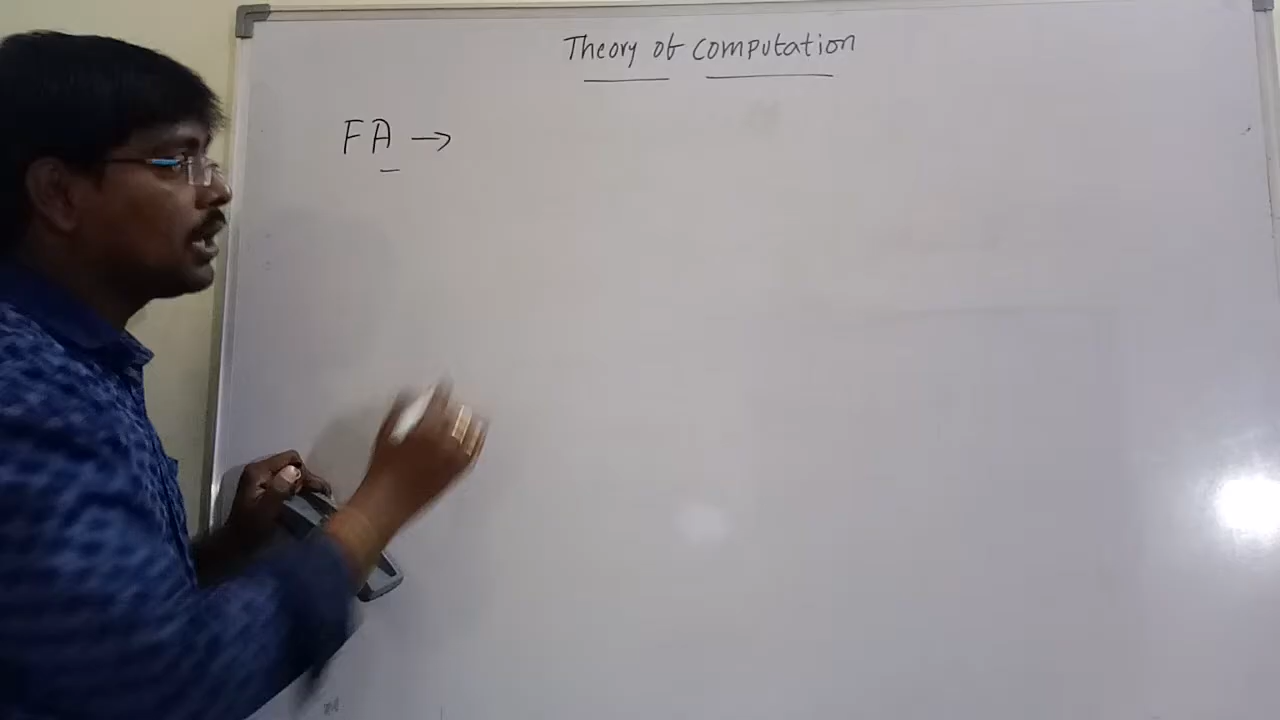 Theory of Computation
FA →